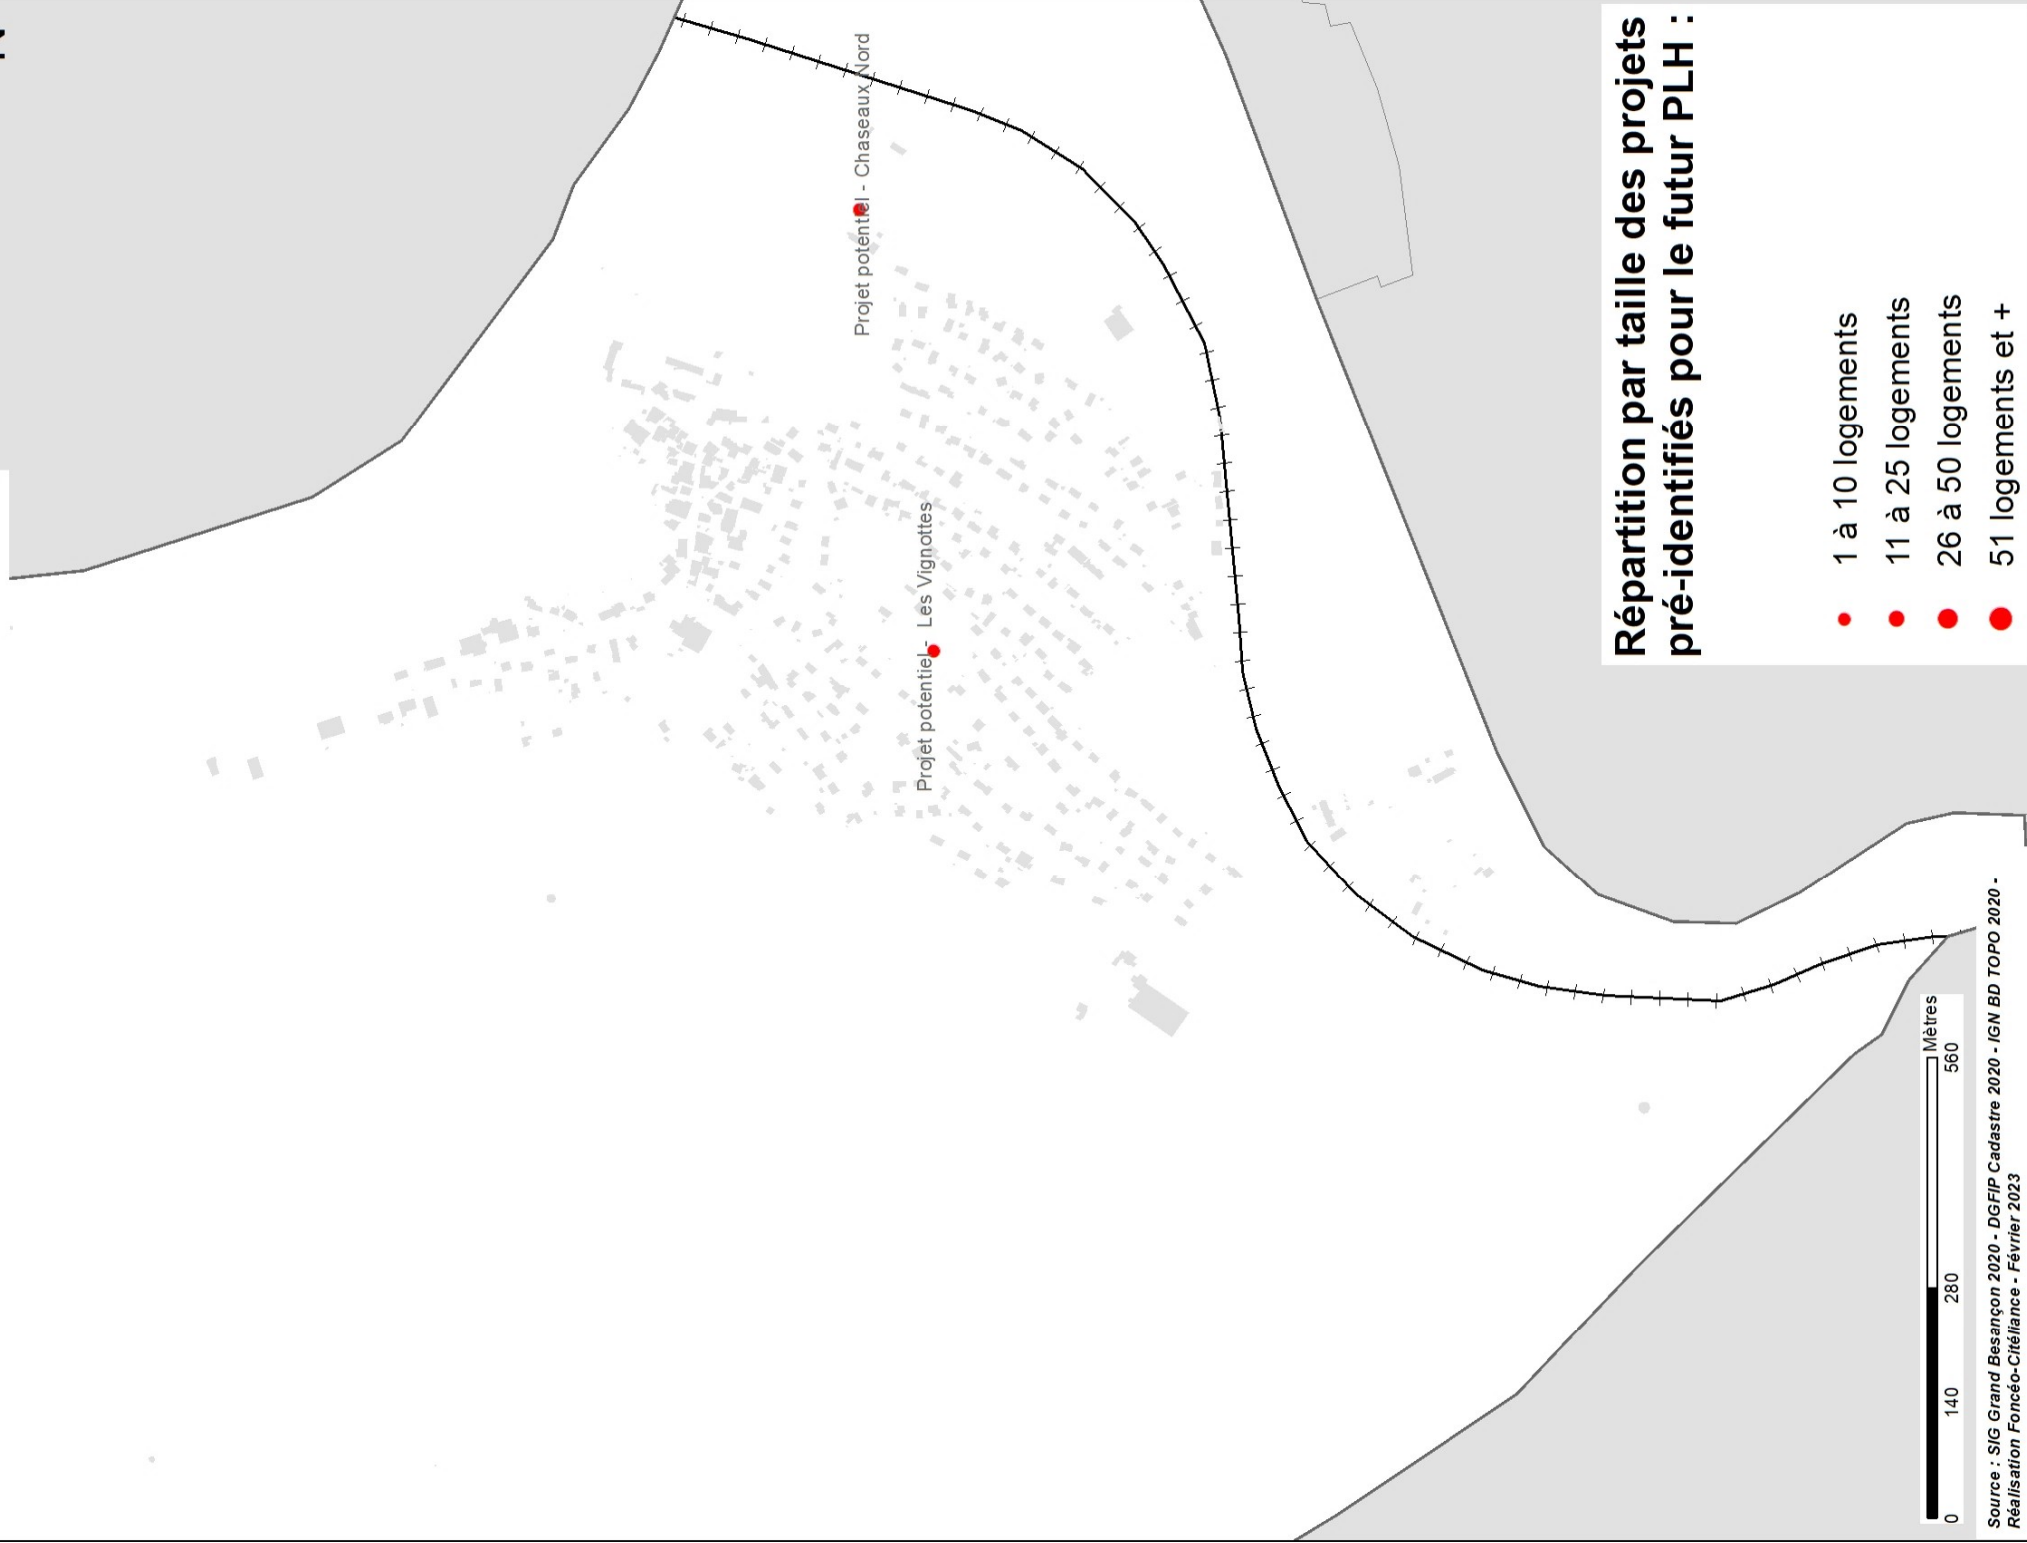 Projet potentiel - Chaseaux Nord
Projet potentiel - Les Vignottes
Répartition par taille des projets
pré-identifiés pour le futur PLH :
1 à 10 logements
11 à 25 logements
26 à 50 logements
51 logements et +
Mètres
0 140 280 560
Source : SIG Grand Besançon 2020 - DGFIP Cadastre 2020 - IGN BD TOPO 2020 -
Réalisation Foncéo-Citéliance - Février 2023